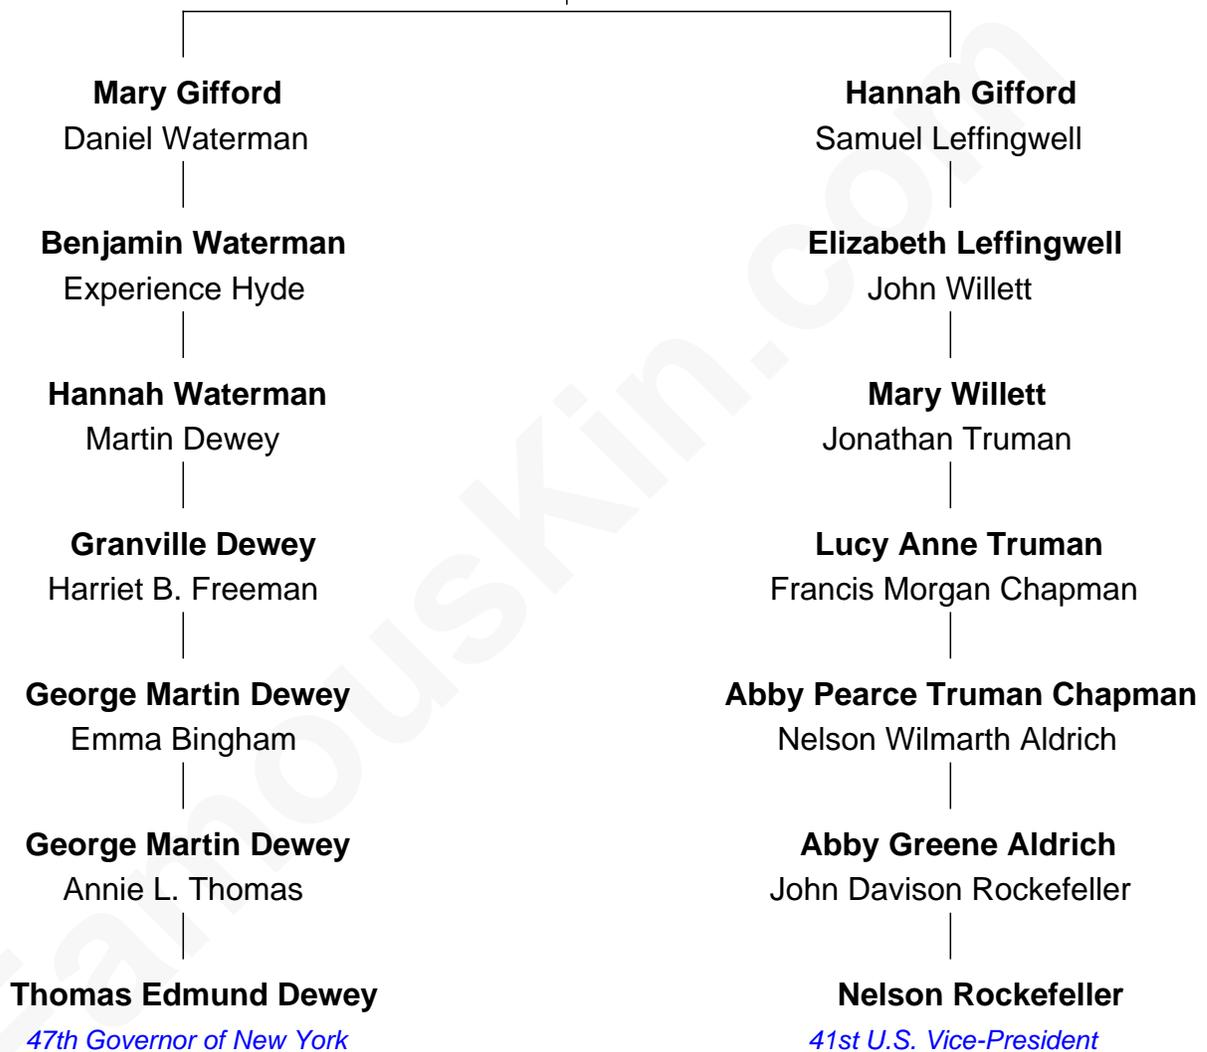 Mary Gifford
Daniel Waterman
Benjamin Waterman
Experience Hyde
Hannah Waterman
Martin Dewey
Granville Dewey
Harriet B. Freeman
George Martin Dewey
Emma Bingham
George Martin Dewey
Annie L. Thomas
Thomas Edmund Dewey
47th Governor of New York
Hannah Gifford
Samuel Leffingwell
Elizabeth Leffingwell
John Willett
Mary Willett
Jonathan Truman
Lucy Anne Truman
Francis Morgan Chapman
Abby Pearce Truman Chapman
Nelson Wilmarth Aldrich
Abby Greene Aldrich
John Davison Rockefeller
Nelson Rockefeller
41st U.S. Vice-President
FamousKin.com